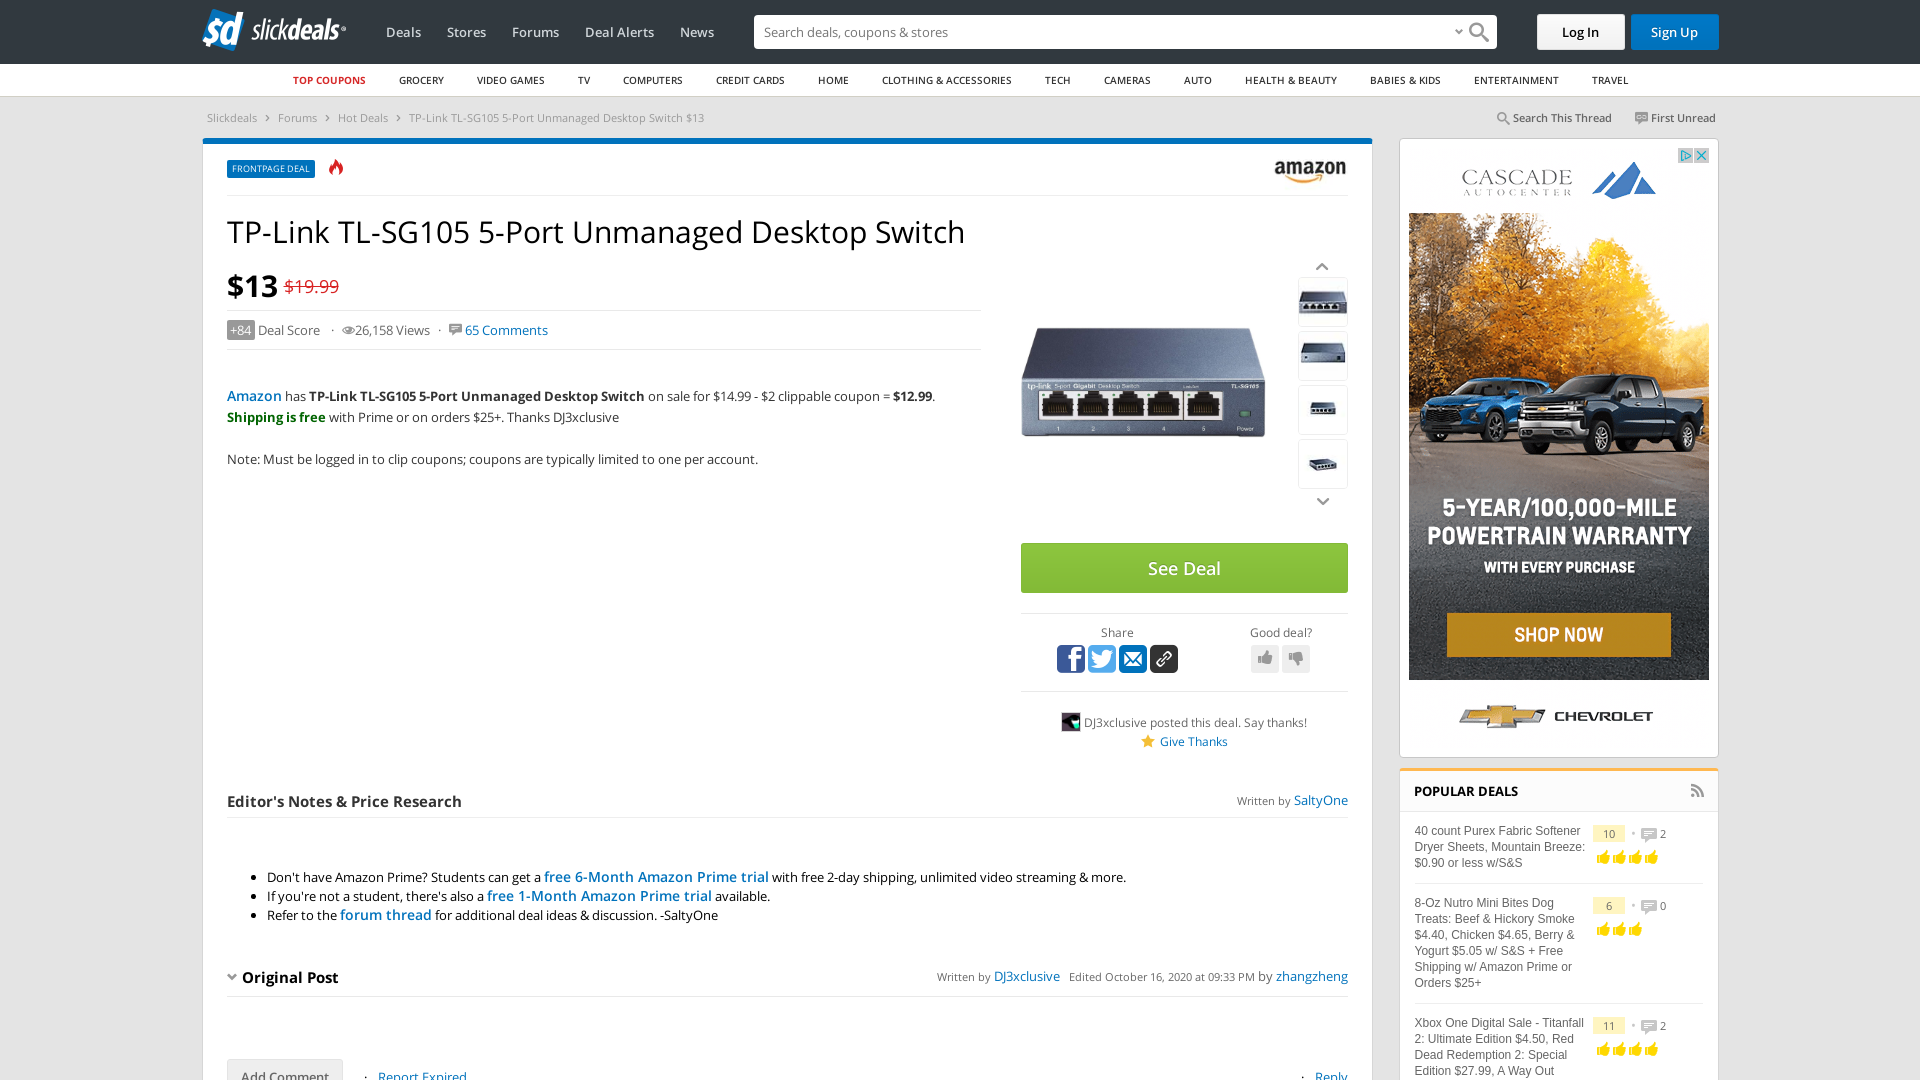 sd slickdeals
Deals
Stores
Forums
Deal Alerts
News
Search deals, coupons & stores
Log In
Sign Up
TOP COUPONS
GROCERY
VIDEO GAMES
TV
COMPUTERS
CREDIT CARDS
HOME
CLOTHING & ACCESSORIES
TECH
CAMERAS
AUTO
HEALTH & BEAUTY
BABIES & KIDS
ENTERTAINMENT
TRAVEL
Slickdeals › Forums › Hot Deals › TP-Link TL-SG105 5-Port Unmanaged Desktop Switch $13
Search This Thread
First Unread
FRONTPAGE DEAL
amazon
TP-Link TL-SG105 5-Port Unmanaged Desktop Switch
$13 $19.99
+84 Deal Score · 26,158 Views · 65 Comments
Amazon has TP-Link TL-SG105 5-Port Unmanaged Desktop Switch on sale for $14.99 - $2 clippable coupon = $12.99.
Shipping is free with Prime or on orders $25+. Thanks DJ3xclusive
Note: Must be logged in to clip coupons; coupons are typically limited to one per account.
tp-link 5-port Gigabit Desktop Switch
TL-SG105
1 2 3 4 5 Power
See Deal
Share
Good deal?
DJ3xclusive posted this deal. Say thanks!
Give Thanks
Editor's Notes & Price Research
Written by SaltyOne
• Don't have Amazon Prime? Students can get a free 6-Month Amazon Prime trial with free 2-day shipping, unlimited video streaming & more.
• If you're not a student, there's also a free 1-Month Amazon Prime trial available.
• Refer to the forum thread for additional deal ideas & discussion. -SaltyOne
Original Post
Written by DJ3xclusive Edited October 16, 2020 at 09:33 PM by zhangzheng
Add Comment
· Report Expired
· Reply
CASCADE
AUTOCENTER
5-YEAR/100,000-MILE
POWERTRAIN WARRANTY
WITH EVERY PURCHASE
SHOP NOW
CHEVROLET
POPULAR DEALS
40 count Purex Fabric Softener
Dryer Sheets, Mountain Breeze:
$0.90 or less w/S&S
10 • 2
8-Oz Nutro Mini Bites Dog
Treats: Beef & Hickory Smoke
$4.40, Chicken $4.65, Berry &
Yogurt $5.05 w/ S&S + Free
Shipping w/ Amazon Prime or
Orders $25+
6 • 0
Xbox One Digital Sale - Titanfall
2: Ultimate Edition $4.50, Red
Dead Redemption 2: Special
Edition $27.99, A Way Out
11 • 2